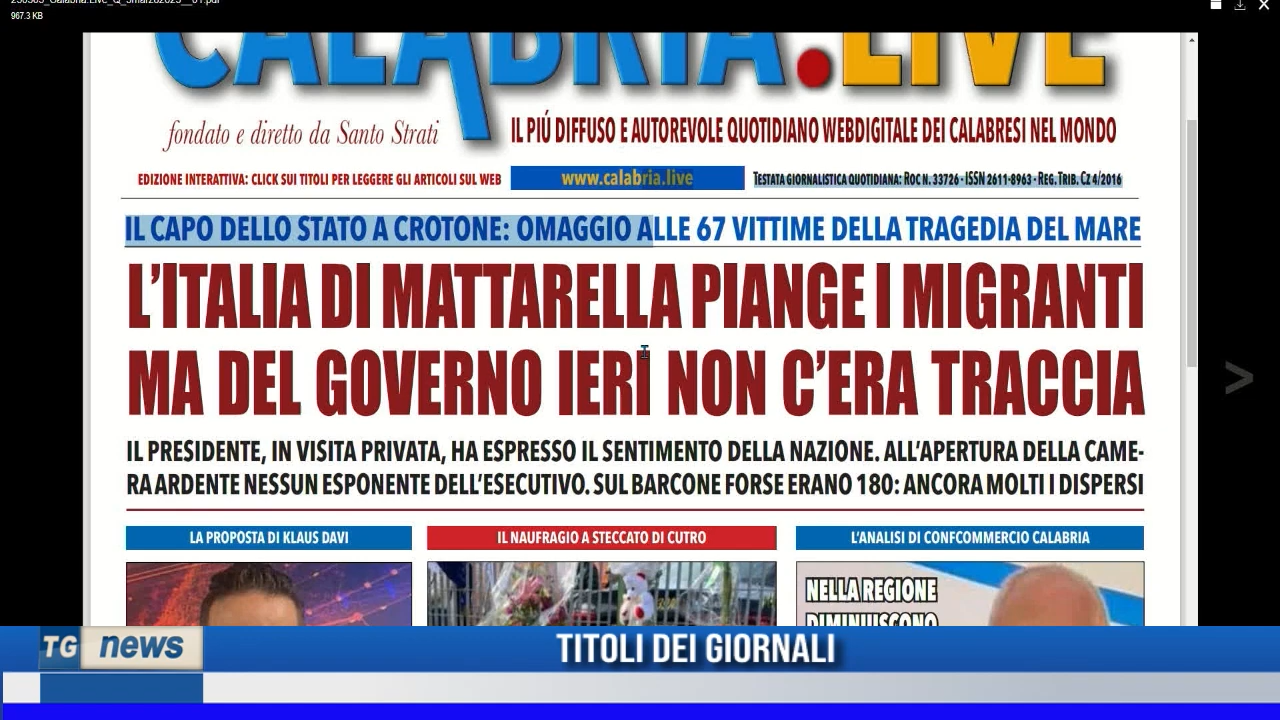 967.3 KB
CALABRIA.LIVE
fondato e diretto da Santo Strati
IL PIÚ DIFFUSO E AUTOREVOLE QUOTIDIANO WEBDIGITALE DEI CALABRESI NEL MONDO
EDIZIONE INTERATTIVA: CLICK SUI TITOLI PER LEGGERE GLI ARTICOLI SUL WEB
www.calabria.live
TESTATA GIORNALISTICA QUOTIDIANA: ROC N. 33726 - ISSN 2611-8963 - REG. TRIB. CZ 4/2016
IL CAPO DELLO STATO A CROTONE: OMAGGIO ALLE 67 VITTIME DELLA TRAGEDIA DEL MARE
L'ITALIA DI MATTARELLA PIANGE I MIGRANTI
MA DEL GOVERNO IERI NON C'ERA TRACCIA
IL PRESIDENTE, IN VISITA PRIVATA, HA ESPRESSO IL SENTIMENTO DELLA NAZIONE. ALL'APERTURA DELLA CAME-
RA ARDENTE NESSUN ESPONENTE DELL'ESECUTIVO. SUL BARCONE FORSE ERANO 180: ANCORA MOLTI I DISPERSI
LA PROPOSTA DI KLAUS DAVI
IL NAUFRAGIO A STECCATO DI CUTRO
L'ANALISI DI CONFCOMMERCIO CALABRIA
NELLA REGIONE
DIMINUISCONO
TG news
TITOLI DEI GIORNALI